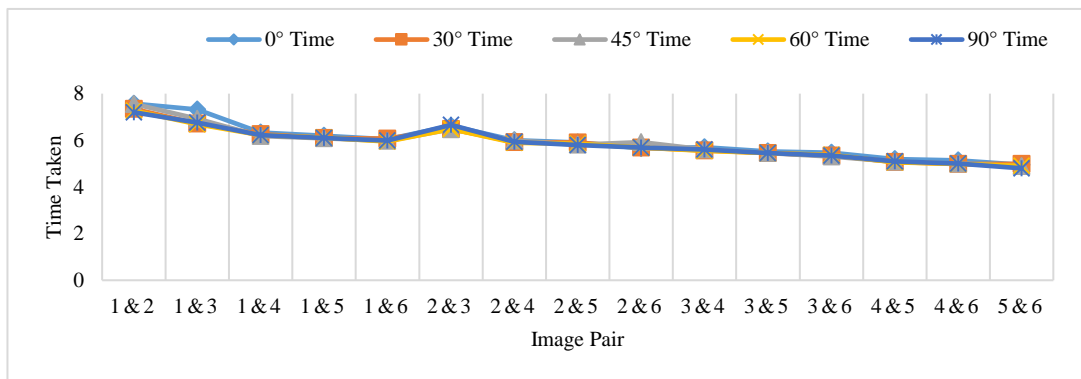 0° Time 30° Time 45° Time 60° Time 90° Time
8
6
4
2
0
Time Taken
1 & 2 1 & 3 1 & 4 1 & 5 1 & 6 2 & 3 2 & 4 2 & 5 2 & 6 3 & 4 3 & 5 3 & 6 4 & 5 4 & 6 5 & 6
Image Pair